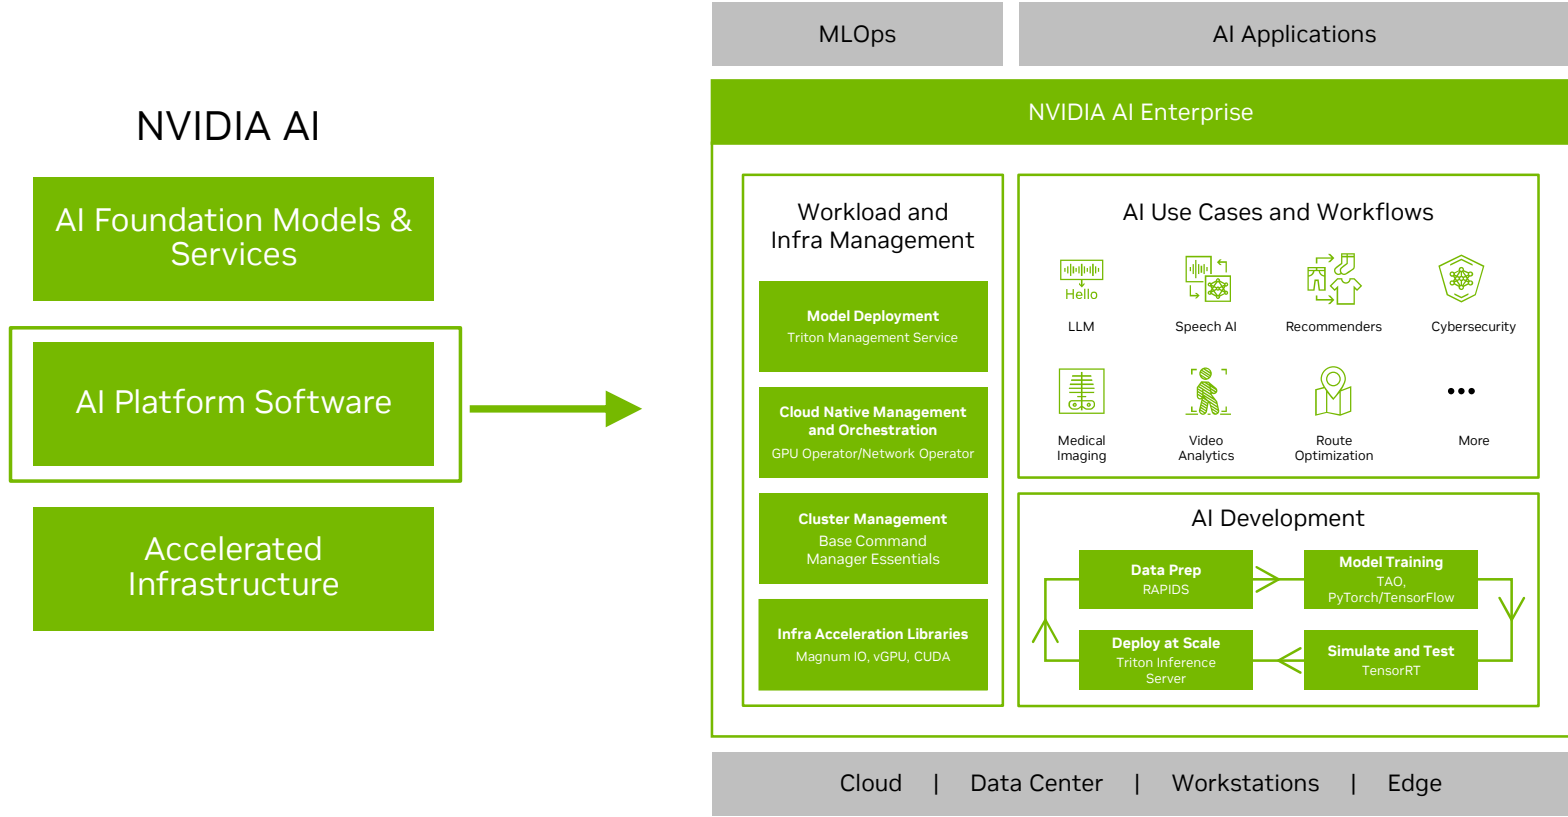 NVIDIA AI
AI Foundation Models &
Services
AI Platform Software
Accelerated
Infrastructure
MLOps
AI Applications
NVIDIA AI Enterprise
Workload and
Infra Management
Model Deployment
Triton Management Service
Cloud Native Management
and Orchestration
GPU Operator/Network Operator
Cluster Management
Base Command
Manager Essentials
Infra Acceleration Libraries
Magnum IO, vGPU, CUDA
AI Use Cases and Workflows
Hello
LLM
Speech AI
Recommenders
Cybersecurity
Medical
Imaging
Video
Analytics
Route
Optimization
•••
More
AI Development
Data Prep
RAPIDS
Model Training
TAO,
PyTorch/TensorFlow
Deploy at Scale
Triton Inference
Server
Simulate and Test
TensorRT
Cloud | Data Center | Workstations | Edge